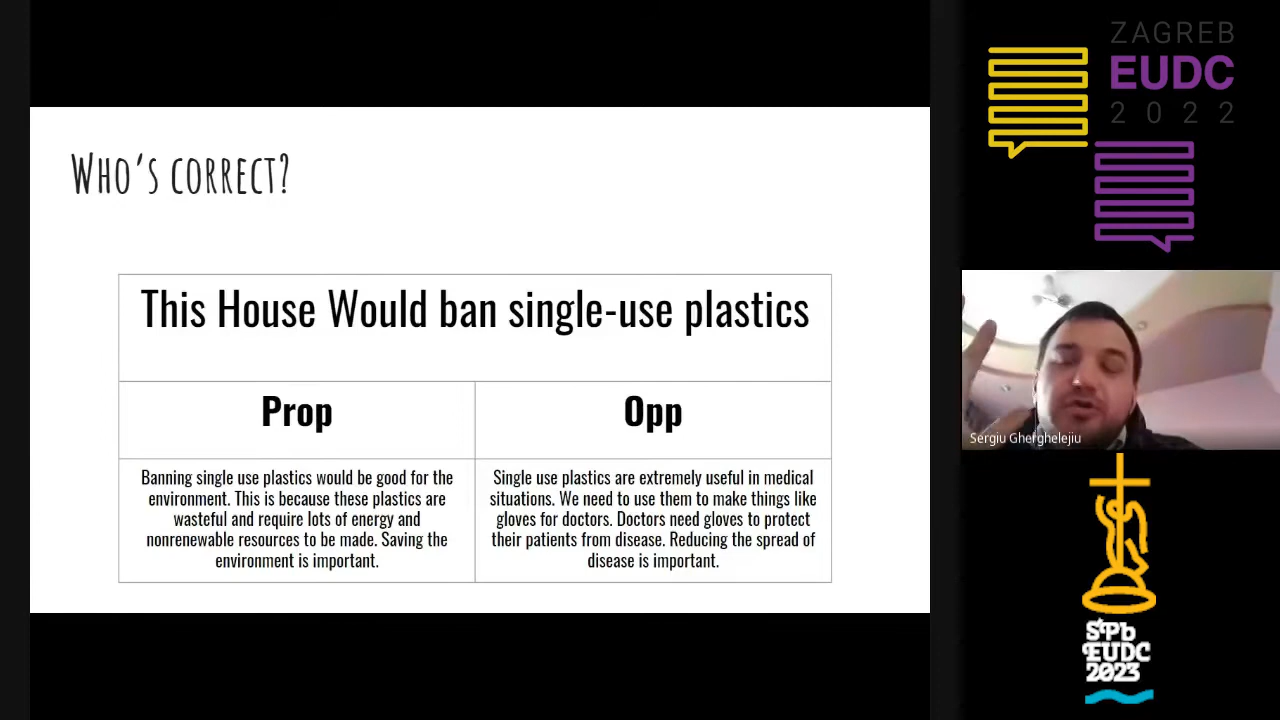 Who's correct?
This House Would ban single-use plastics
Prop
Opp
Banning single use plastics would be good for the
environment. This is because these plastics are
wasteful and require lots of energy and
nonrenewable resources to be made. Saving the
environment is important.
Single use plastics are extremely useful in medical
situations. We need to use them to make things like
gloves for doctors. Doctors need gloves to protect
their patients from disease. Reducing the spread of
disease is important.
ZAGREB
EUDC
2022
Sergiu Gherghelejiu
StPb
EUDC
2023